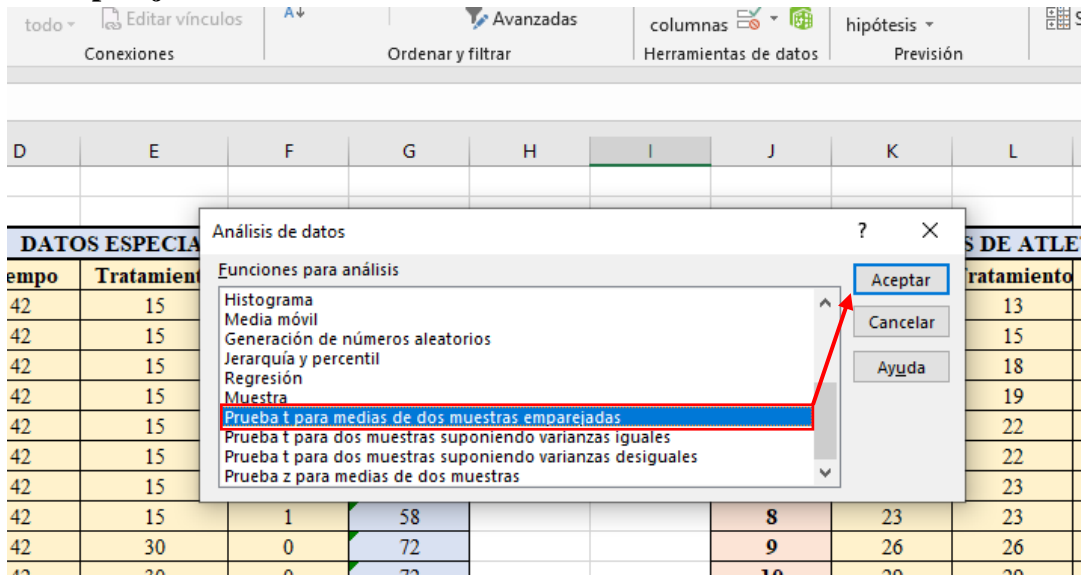 todo Editar vínculos Avanzadas columnas hipótesis
Conexiones Ordenar y filtrar Herramientas de datos Previsión
D E F G H I J K L
Análisis de datos ? ×
DATOS ESPECIA S DE ATLE
empo Tratamient Funciones para análisis Aceptar ratamiento
42 15 Histograma 13
Media móvil Cancelar
42 15 Generación de números aleatorios 15
Jerarquía y percentil Ayuda
42 15 Regresión 18
42 15 Muestra 19
Prueba t para medias de dos muestras emparejadas
42 15 Prueba t para dos muestras suponiendo varianzas iguales 22
42 15 Prueba t para dos muestras suponiendo varianzas desiguales 22
42 15 Prueba z para medias de dos muestras 23
42 15 1 58 8 23 23
42 30 0 72 9 26 26